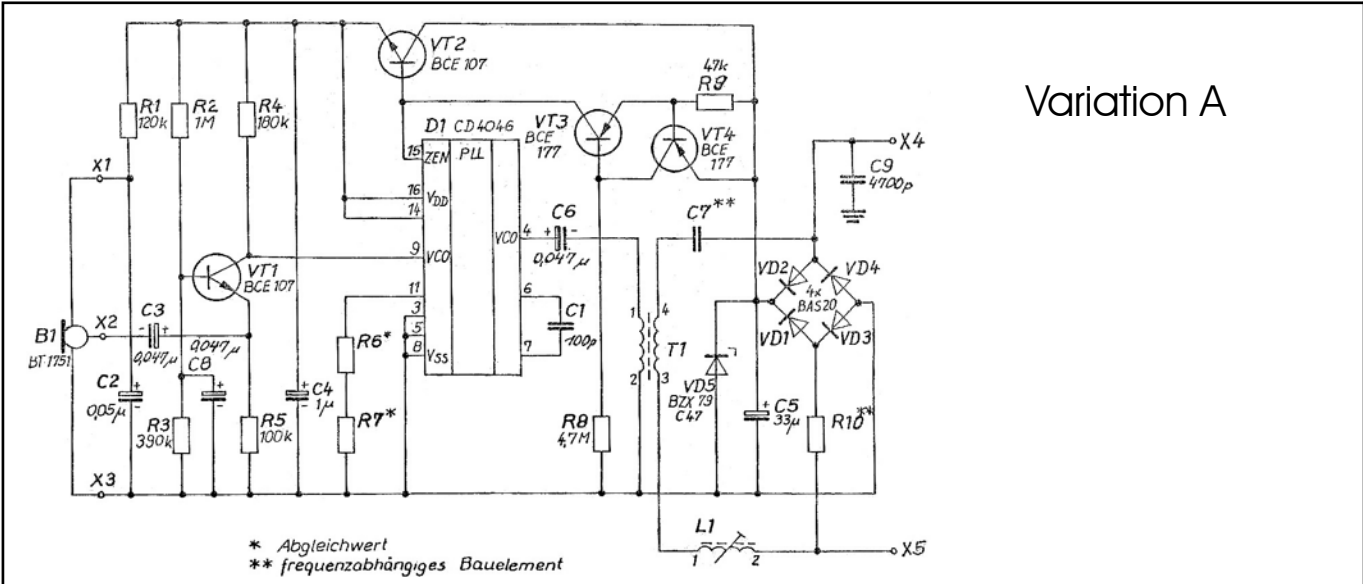 Variation A
VT2
BCE 107
R1
120k
R2
1M
R4
180k
47k
R9
D1 CD4046
VT3
BCE
177
VT4
BCE
177
X4
C9
4700p
X1
15 ZEN
PLL
16 VDD
14
9 VCO
VCO 4
C6
+ -
0,047µ
C7**
VT1
BCE 107
VD2
VD4
4x
BAS20
VD1
VD3
11
3
5
8 VSS
6
7
C1
100p
B1
BT-1751
X2
C3
- +
0,047µ
0,047µ
C8
+
-
R6*
R7*
1
2
4
3
T1
C2
0,05µ
+
-
R3
390k
R5
100k
C4
1µ
+
-
R8
4,7M
VD5
BZX 79
C47
C5
33µ
+
R10**
X3
L1
1 2
X5
* Abgleichwert
** frequenzabhängiges Bauelement